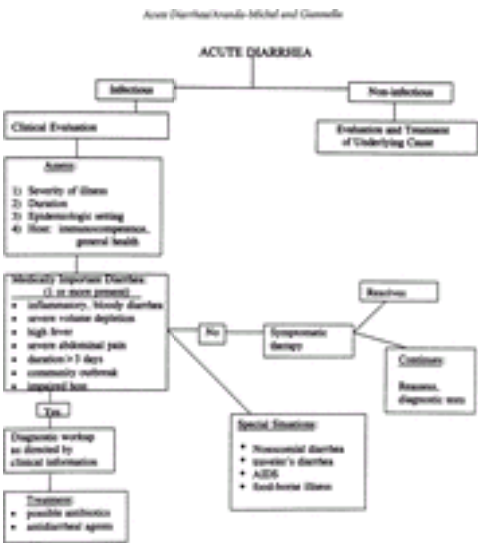 Acute Diarrhea/Aranda-Michel and Giannella
ACUTE DIARRHEA
Infectious
Non-infectious
Clinical Evaluation
Evaluation and Treatment
of Underlying Cause
Assess:
1) Severity of illness
2) Duration
3) Epidemiologic setting
4) Host: immunocompetence,
general health
Medically Important Diarrhea:
(1 or more present)
• inflammatory, bloody diarrhea
• severe volume depletion
• high fever
• severe abdominal pain
• duration > 3 days
• community outbreak
• impaired host
No
Symptomatic
therapy
Resolves
Continues:
Reassess,
diagnostic tests
Yes
Diagnostic workup
as directed by
clinical information
Special Situations:
• Nosocomial diarrhea
• traveler's diarrhea
• AIDS
• food-borne illness
Treatment:
• possible antibiotics
• antidiarrheal agents